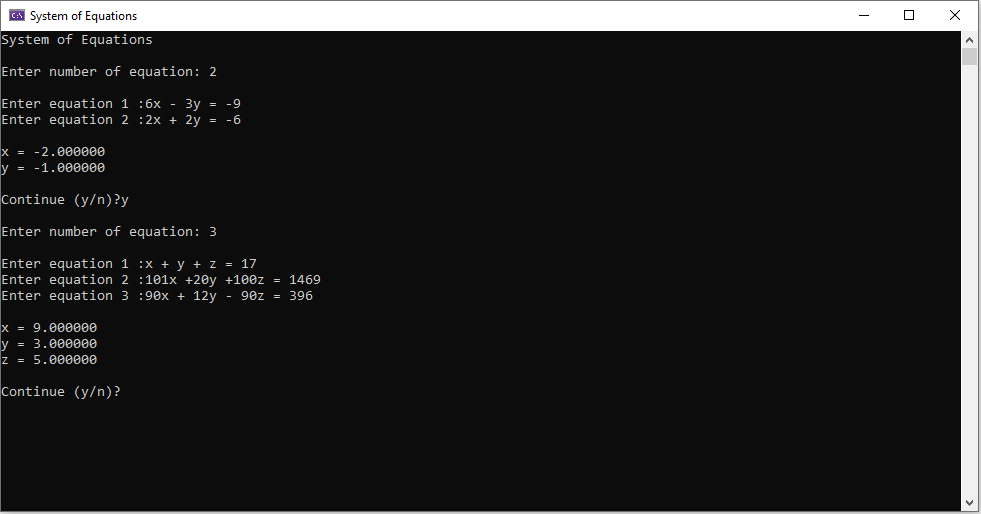 System of Equations
System of Equations
Enter number of equation: 2
Enter equation 1 :6x - 3y = -9
Enter equation 2 :2x + 2y = -6
x = -2.000000
y = -1.000000
Continue (y/n)?y
Enter number of equation: 3
Enter equation 1 :x + y + z = 17
Enter equation 2 :101x +20y +100z = 1469
Enter equation 3 :90x + 12y - 90z = 396
x = 9.000000
y = 3.000000
z = 5.000000
Continue (y/n)?